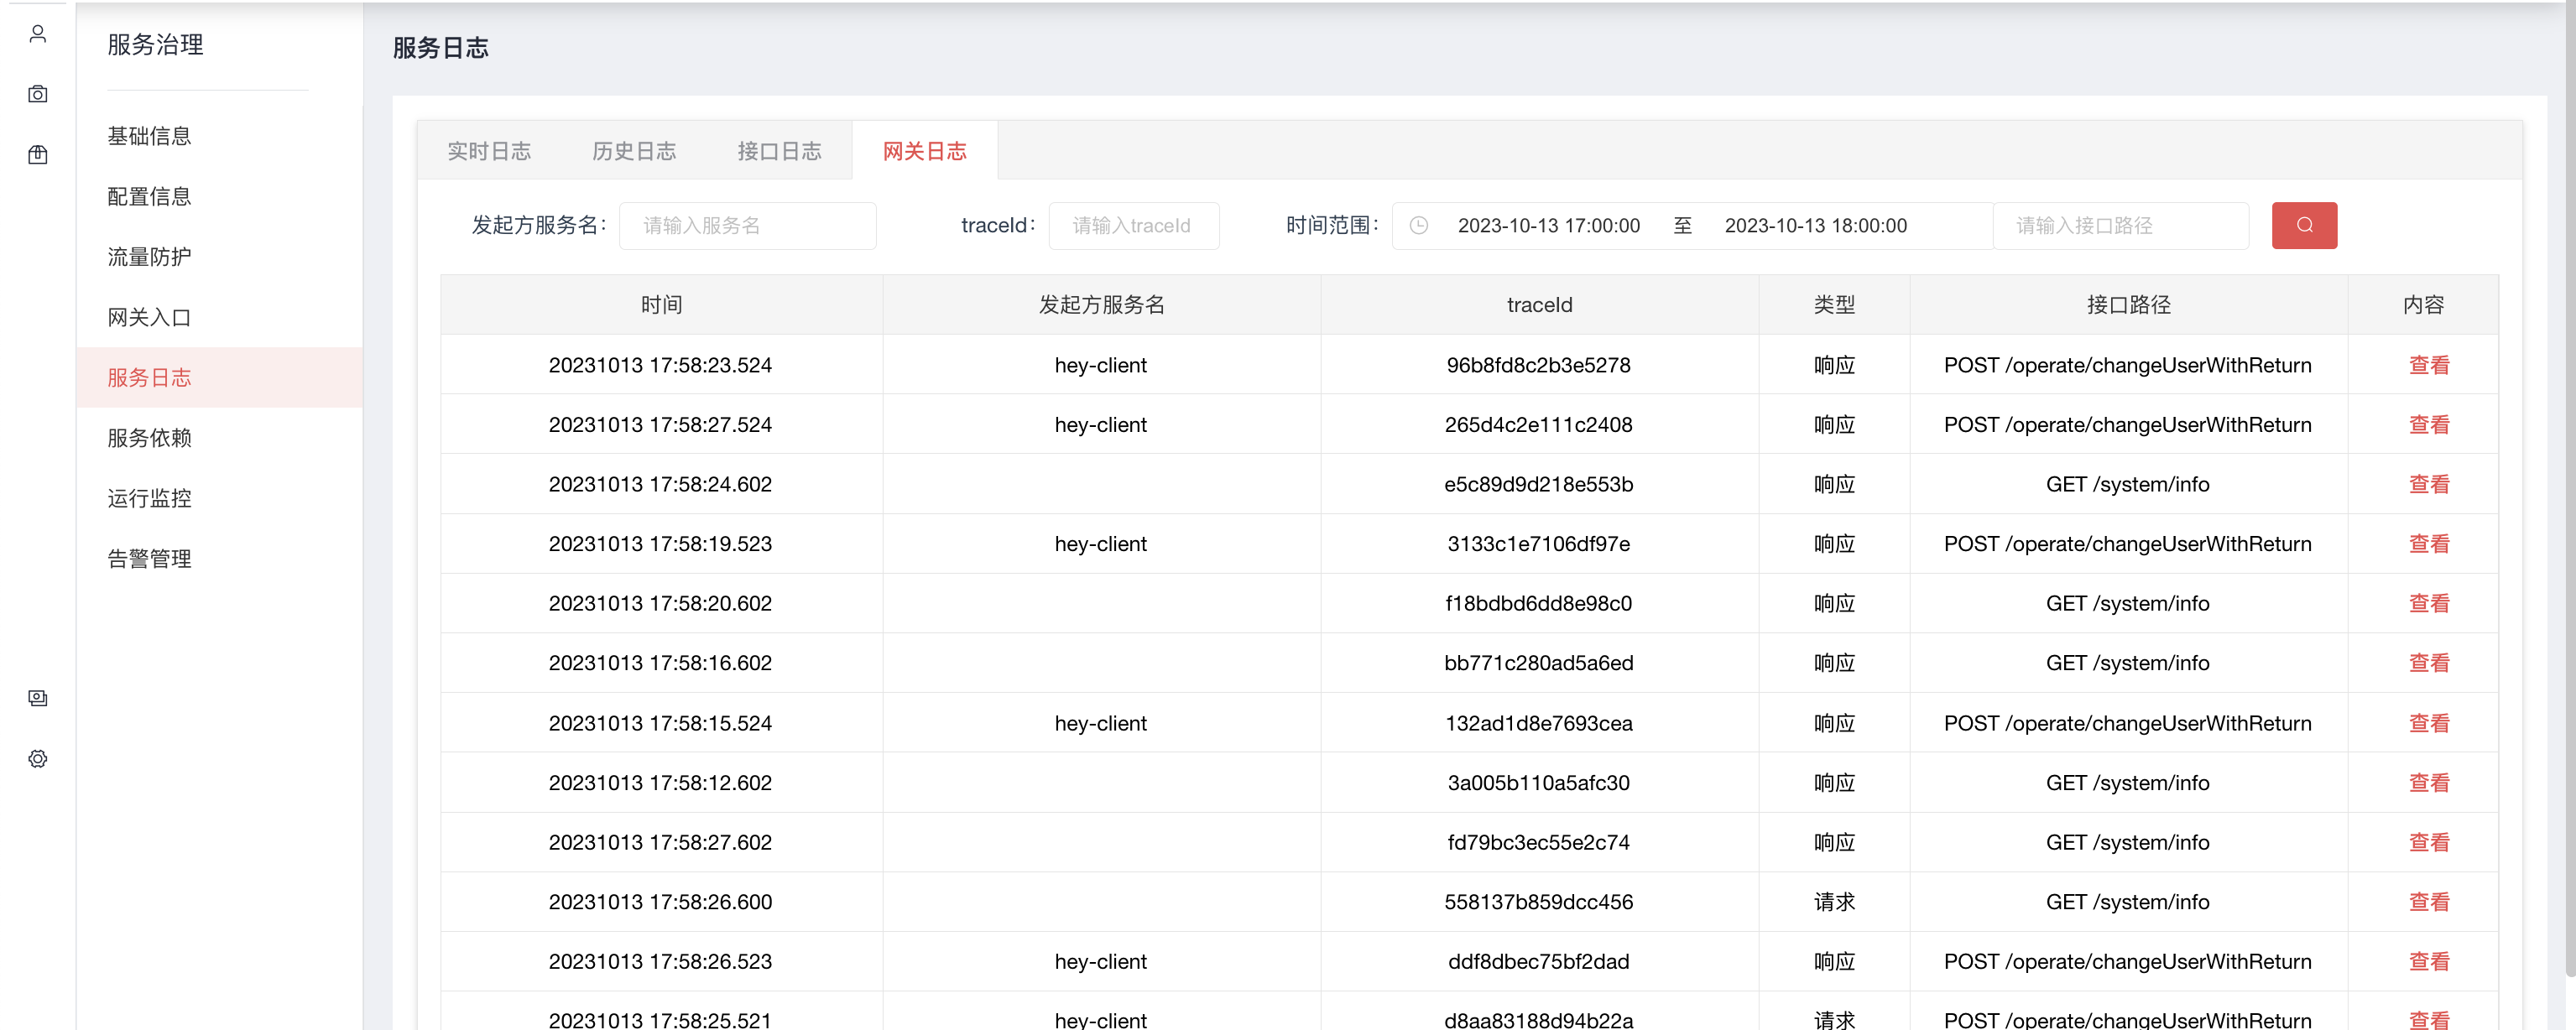 服务治理
基础信息
配置信息
流量防护
网关入口
服务日志
服务依赖
运行监控
告警管理
服务日志
实时日志 历史日志 接口日志 网关日志
发起方服务名： 请输入服务名 traceId： 请输入traceId 时间范围： 2023-10-13 17:00:00 至 2023-10-13 18:00:00 请输入接口路径
时间 发起方服务名 traceId 类型 接口路径 内容
20231013 17:58:23.524 hey-client 96b8fd8c2b3e5278 响应 POST /operate/changeUserWithReturn 查看
20231013 17:58:27.524 hey-client 265d4c2e111c2408 响应 POST /operate/changeUserWithReturn 查看
20231013 17:58:24.602 e5c89d9d218e553b 响应 GET /system/info 查看
20231013 17:58:19.523 hey-client 3133c1e7106df97e 响应 POST /operate/changeUserWithReturn 查看
20231013 17:58:20.602 f18bdbd6dd8e98c0 响应 GET /system/info 查看
20231013 17:58:16.602 bb771c280ad5a6ed 响应 GET /system/info 查看
20231013 17:58:15.524 hey-client 132ad1d8e7693cea 响应 POST /operate/changeUserWithReturn 查看
20231013 17:58:12.602 3a005b110a5afc30 响应 GET /system/info 查看
20231013 17:58:27.602 fd79bc3ec55e2c74 响应 GET /system/info 查看
20231013 17:58:26.600 558137b859dcc456 请求 GET /system/info 查看
20231013 17:58:26.523 hey-client ddf8dbec75bf2dad 响应 POST /operate/changeUserWithReturn 查看
20231013 17:58:25.521 hey-client d8aa83188d94b22a 请求 POST /operate/changeUserWithReturn 查看